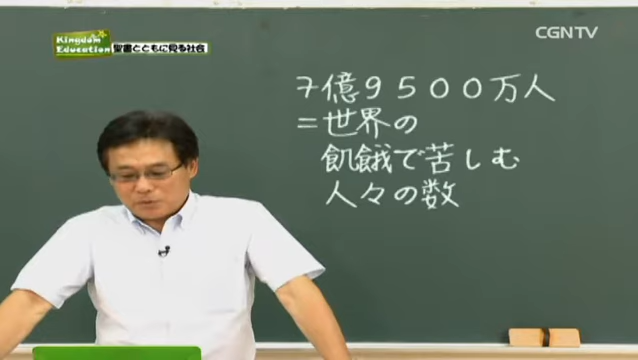 Kingdom
Education
聖書とともに見る社会
CGNTV
7億9500万人
=世界の
飢餓で苦しむ
人々の数